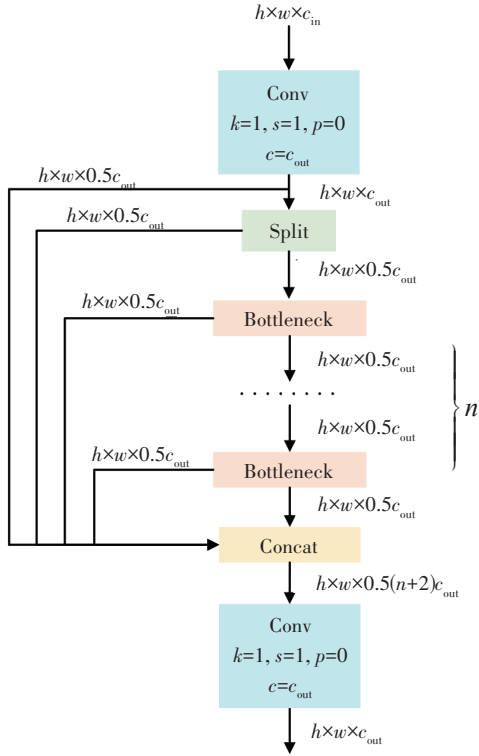 h×w×c_in
Conv
k=1, s=1, p=0
c=c_out
h×w×0.5c_out
h×w×c_out
h×w×0.5c_out
Split
h×w×0.5c_out
h×w×0.5c_out
Bottleneck
h×w×0.5c_out
........
n
h×w×0.5c_out
h×w×0.5c_out
Bottleneck
h×w×0.5c_out
Concat
h×w×0.5(n+2)c_out
Conv
k=1, s=1, p=0
c=c_out
h×w×c_out